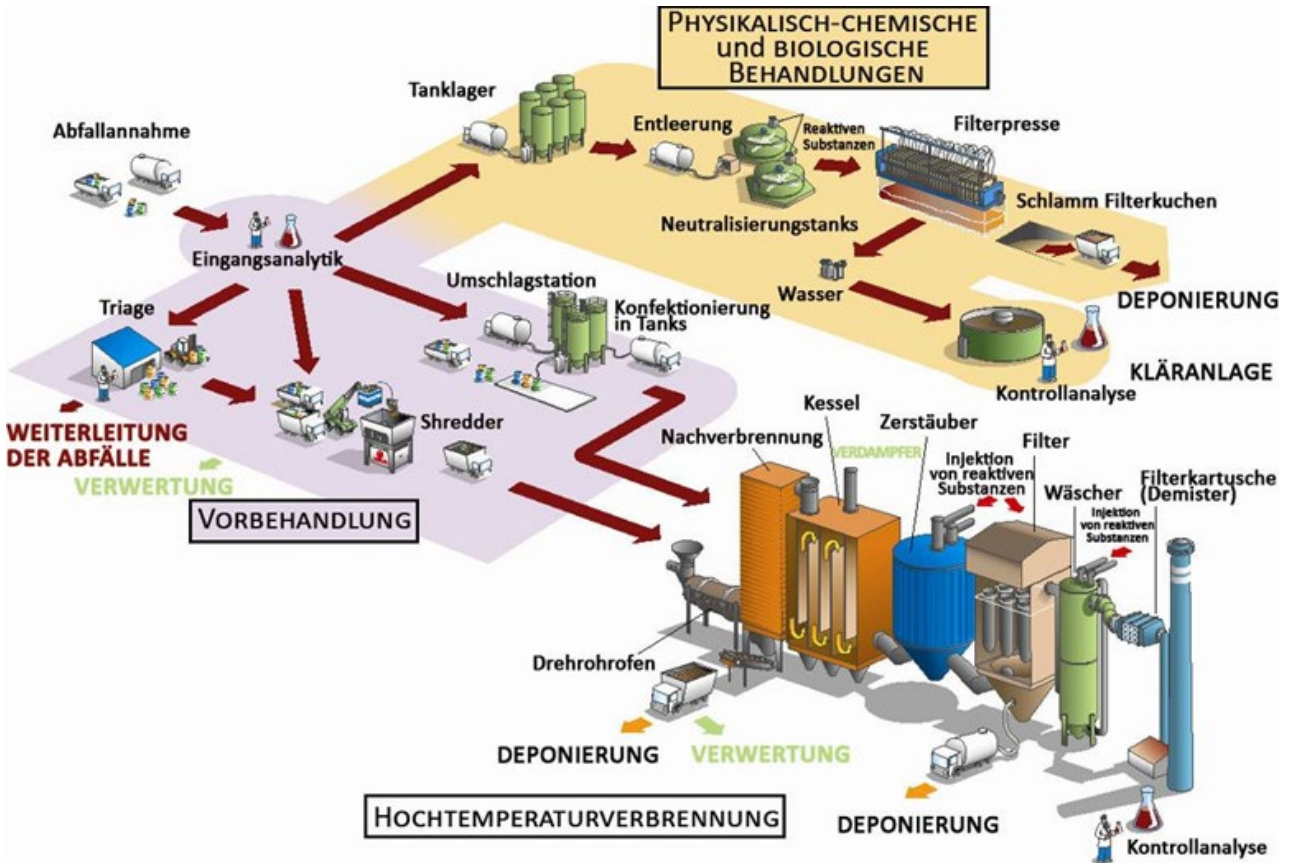 PHYSIKALISCH-CHEMISCHE
und BIOLOGISCHE
BEHANDLUNGEN
Tanklager
Abfallannahme
Entleerung
Reaktiven
Substanzen
Filterpresse
Schlamm Filterkuchen
Neutralisierungstanks
Eingangsanalytik
Umschlagstation
Wasser
DEPONIERUNG
Triage
Konfektionierung
in Tanks
KLÄRANLAGE
Kontrollanalyse
Shredder
WEITERLEITUNG
DER ABFÄLLE
VERWERTUNG
VORBEHANDLUNG
Kessel
Zerstäuber
Nachverbrennung
VERDAMPFER
Injektion
von reaktiven
Substanzen
Filter
Wäscher
Filterkartusche
(Demister)
Injektion
von reaktiven
Substanzen
Drehrohrofen
DEPONIERUNG
VERWERTUNG
DEPONIERUNG
HOCHTEMPERATURVERBRENNUNG
Kontrollanalyse